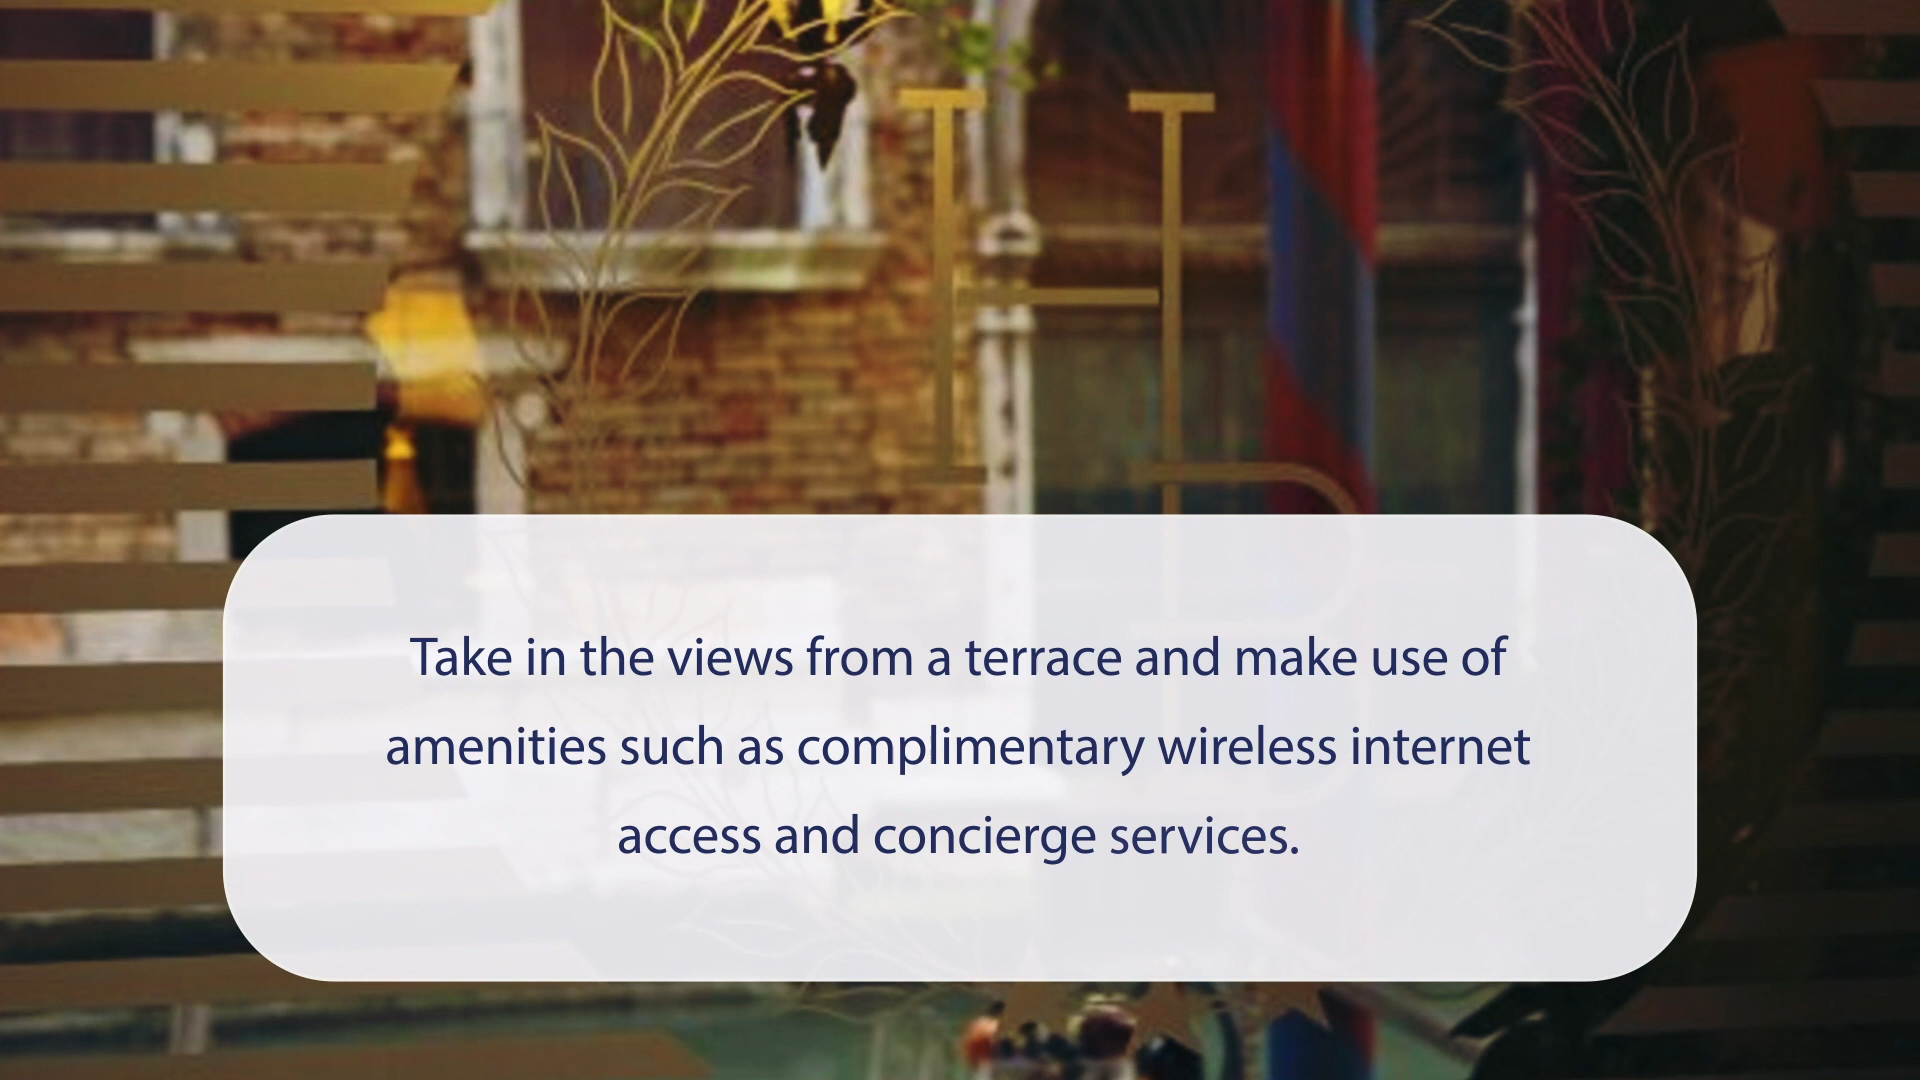 H
Take in the views from a terrace and make use of
amenities such as complimentary wireless internet
access and concierge services.